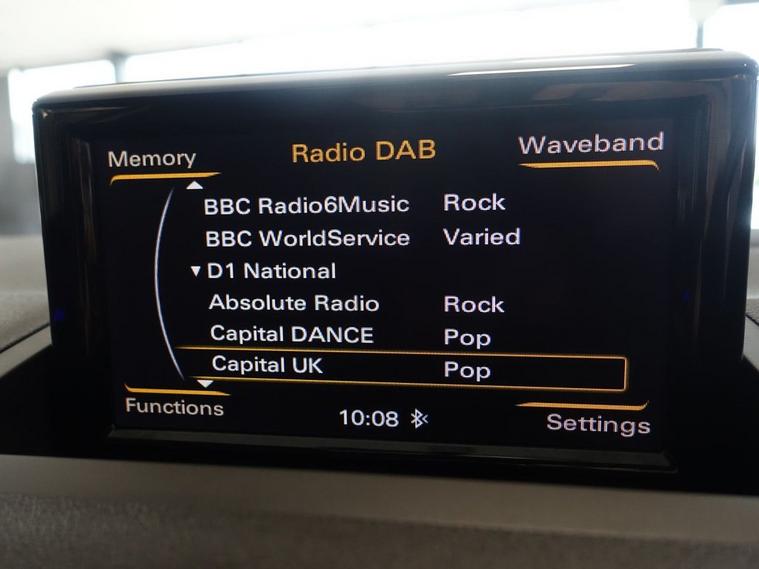 Memory
Radio DAB
Waveband
BBC Radio6Music Rock
BBC WorldService Varied
▼ D1 National
Absolute Radio Rock
Capital DANCE Pop
Capital UK Pop
Functions
10:08
Settings